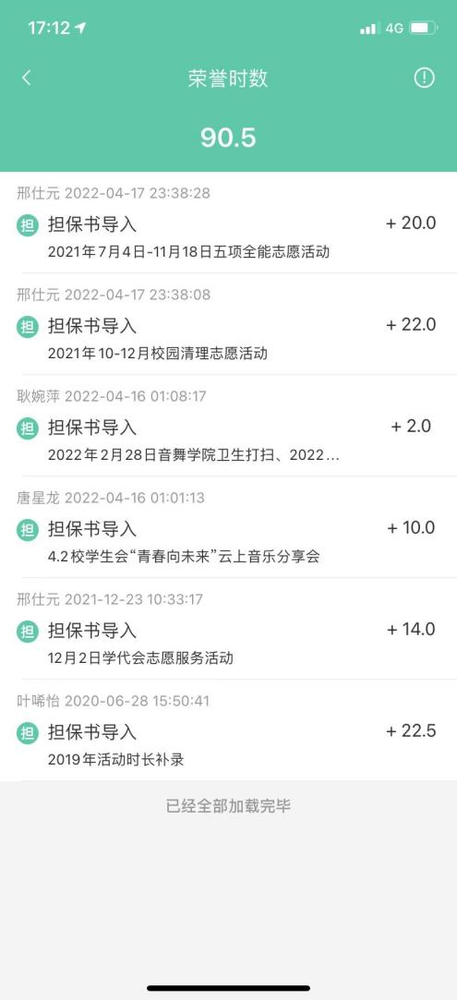 17:12
4G
荣誉时数
90.5
邢仕元 2022-04-17 23:38:28
担 担保书导入 + 20.0
2021年7月4日-11月18日五项全能志愿活动
邢仕元 2022-04-17 23:38:08
担 担保书导入 + 22.0
2021年10-12月校园清理志愿活动
耿婉萍 2022-04-16 01:08:17
担 担保书导入 + 2.0
2022年2月28日音舞学院卫生打扫、2022...
唐星龙 2022-04-16 01:01:13
担 担保书导入 + 10.0
4.2校学生会“青春向未来”云上音乐分享会
邢仕元 2021-12-23 10:33:17
担 担保书导入 + 14.0
12月2日学代会志愿服务活动
叶唏怡 2020-06-28 15:50:41
担 担保书导入 + 22.5
2019年活动时长补录
已经全部加载完毕